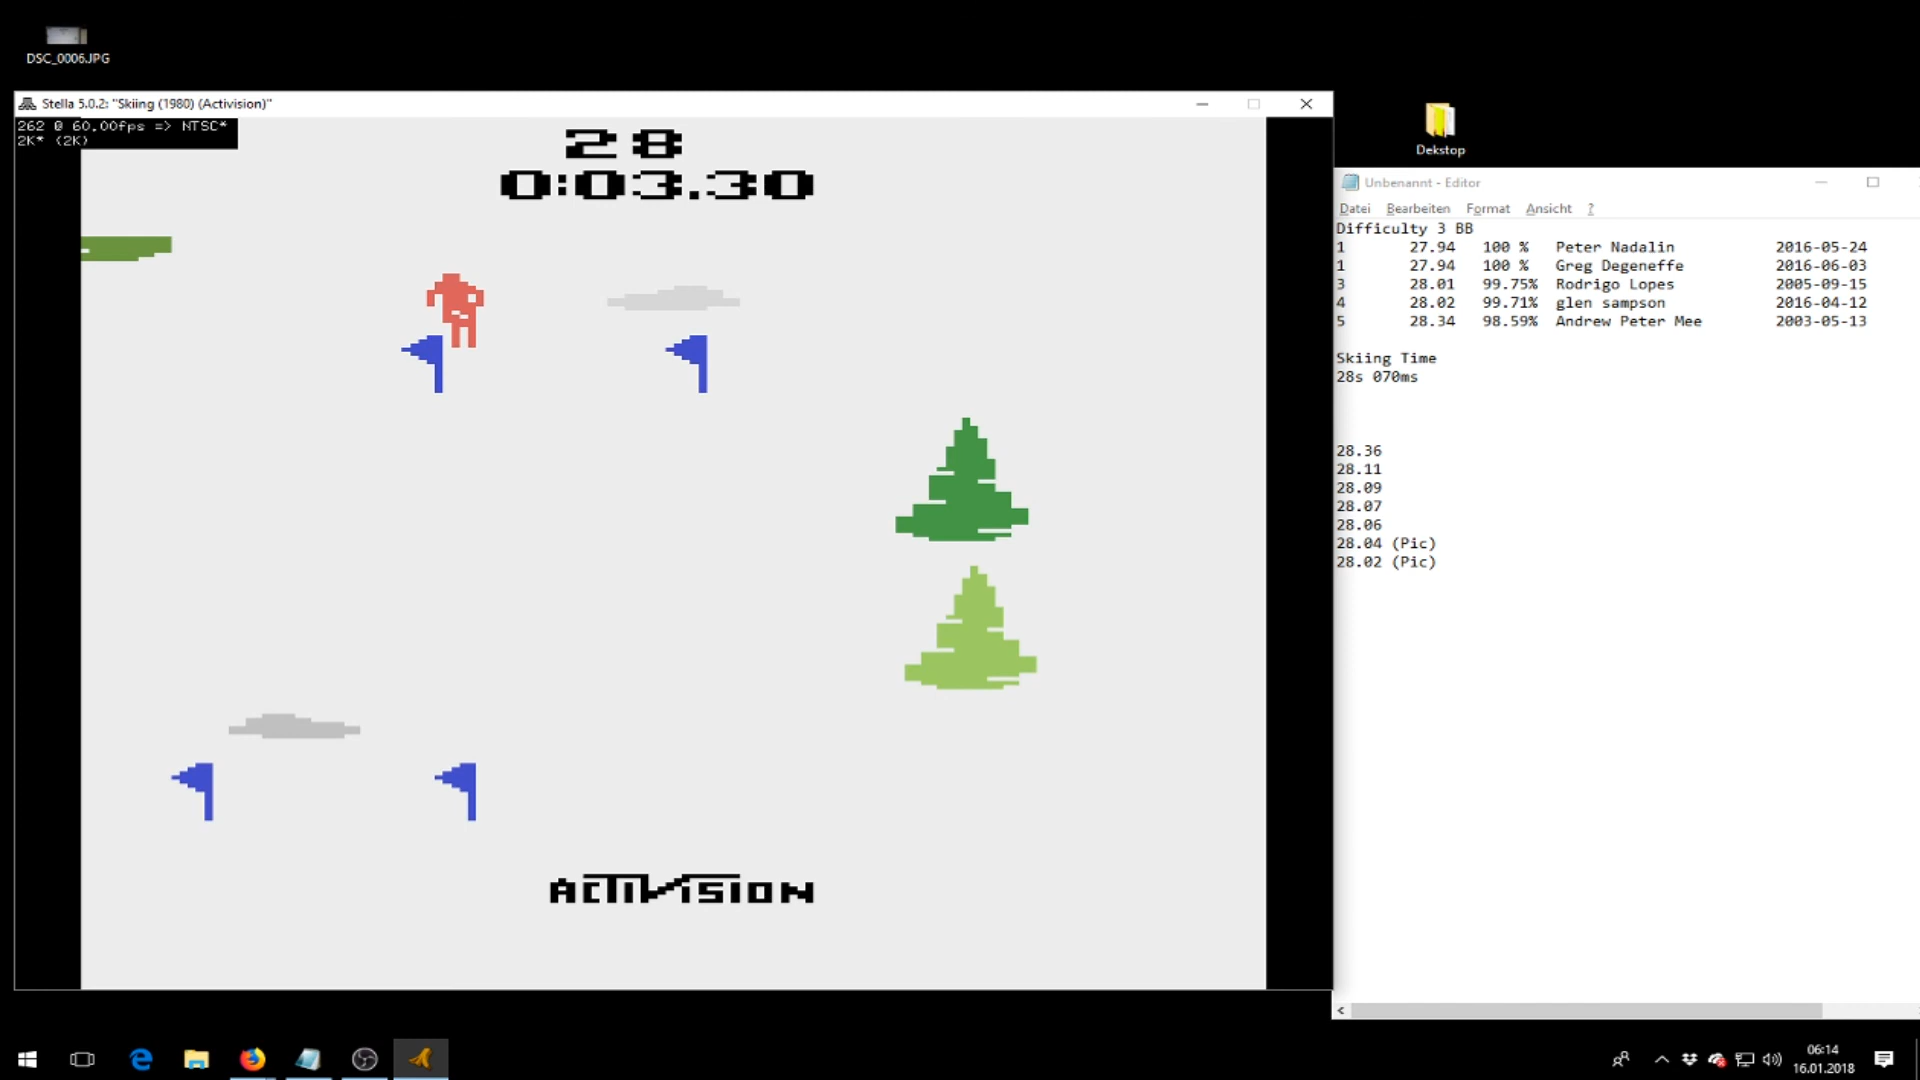 DSC_0006.JPG
Stella 5.0.2: "Skiing (1980) (Activision)"
262 @ 60.00fps => NTSC*
2K* (2K)
28
0:03.30
ACTIVISION
Dekstop
Unbenannt - Editor
Datei Bearbeiten Format Ansicht ?
Difficulty 3 BB
1 27.94 100 % Peter Nadalin 2016-05-24
1 27.94 100 % Greg Degeneffe 2016-06-03
3 28.01 99.75% Rodrigo Lopes 2005-09-15
4 28.02 99.71% glen sampson 2016-04-12
5 28.34 98.59% Andrew Peter Mee 2003-05-13
Skiing Time
28s 070ms
28.36
28.11
28.09
28.07
28.06
28.04 (Pic)
28.02 (Pic)
06:14
16.01.2018